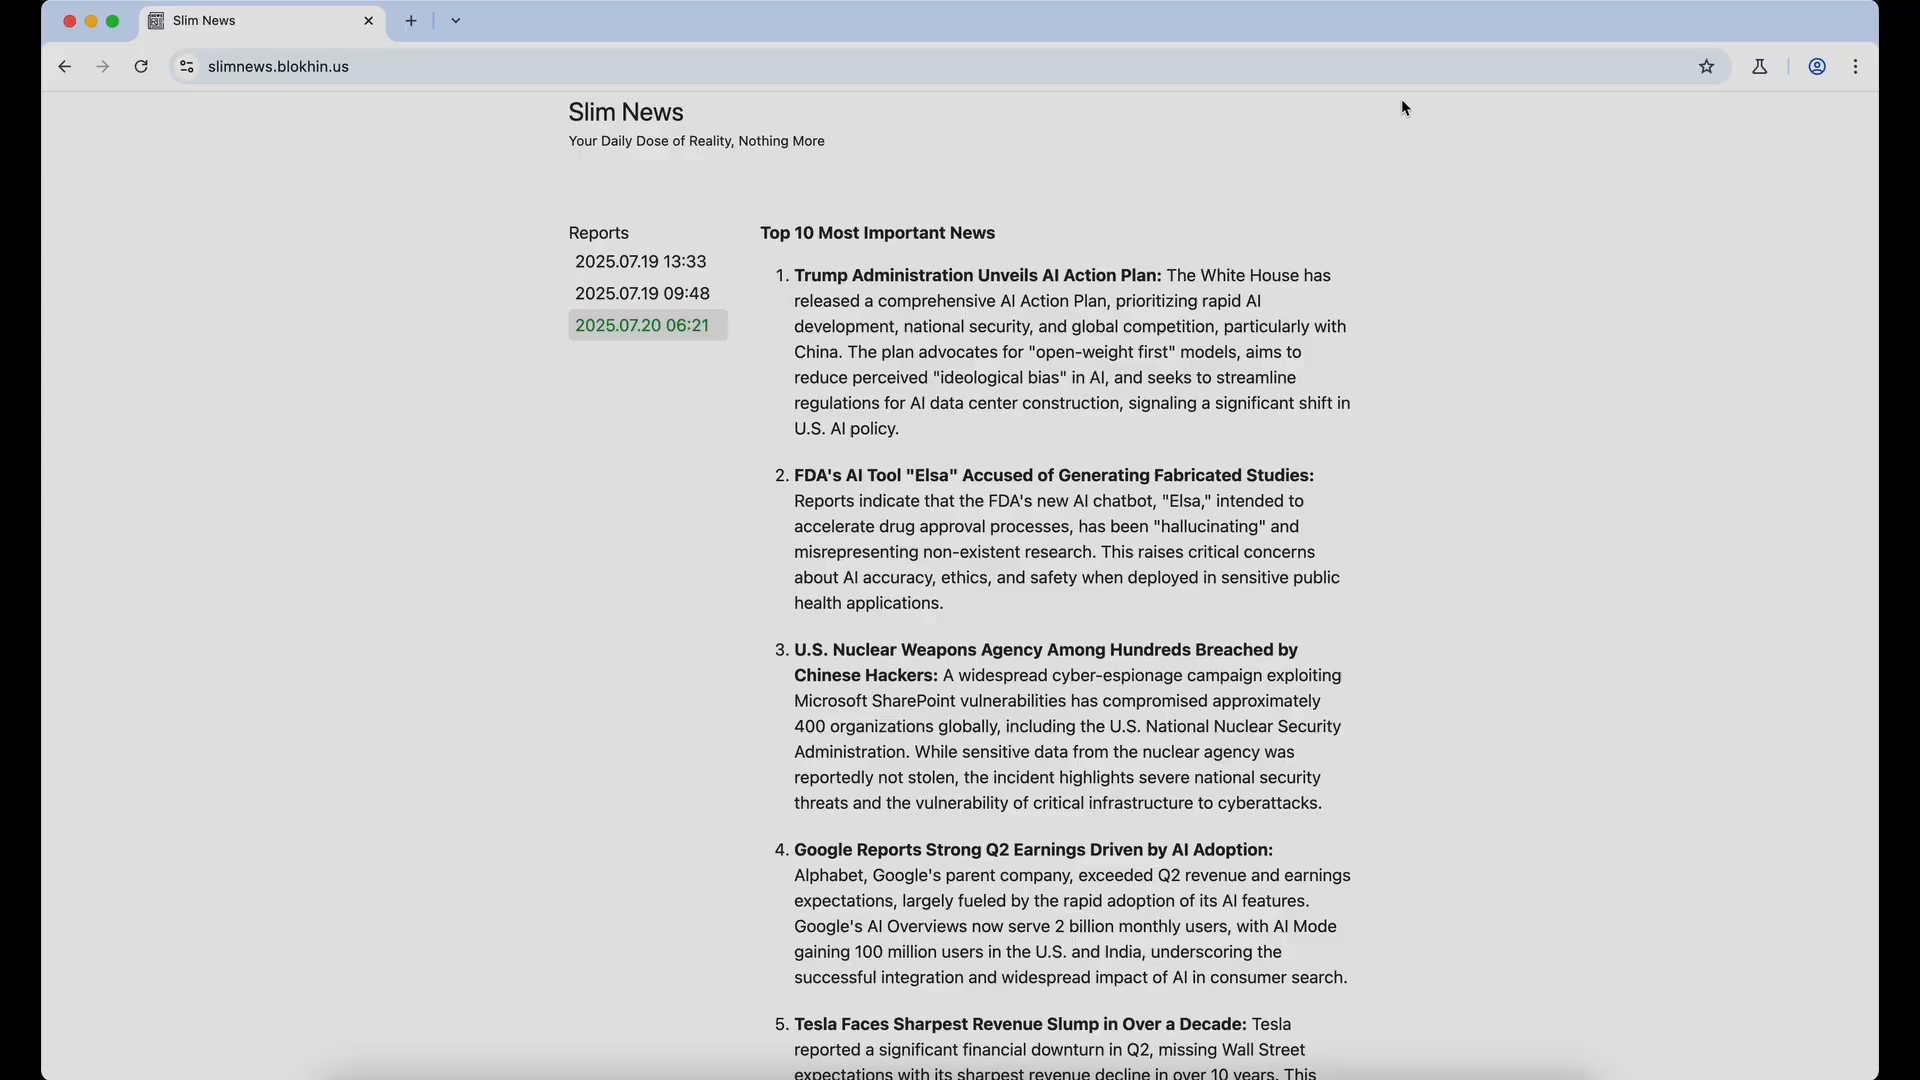 Slim News
slimnews.blokhin.us
Slim News
Your Daily Dose of Reality, Nothing More
Reports
2025.07.19 13:33
2025.07.19 09:48
2025.07.20 06:21
Top 10 Most Important News
1. Trump Administration Unveils AI Action Plan: The White House has
released a comprehensive AI Action Plan, prioritizing rapid AI
development, national security, and global competition, particularly with
China. The plan advocates for "open-weight first" models, aims to
reduce perceived "ideological bias" in AI, and seeks to streamline
regulations for AI data center construction, signaling a significant shift in
U.S. AI policy.
2. FDA's AI Tool "Elsa" Accused of Generating Fabricated Studies:
Reports indicate that the FDA's new AI chatbot, "Elsa," intended to
accelerate drug approval processes, has been "hallucinating" and
misrepresenting non-existent research. This raises critical concerns
about AI accuracy, ethics, and safety when deployed in sensitive public
health applications.
3. U.S. Nuclear Weapons Agency Among Hundreds Breached by
Chinese Hackers: A widespread cyber-espionage campaign exploiting
Microsoft SharePoint vulnerabilities has compromised approximately
400 organizations globally, including the U.S. National Nuclear Security
Administration. While sensitive data from the nuclear agency was
reportedly not stolen, the incident highlights severe national security
threats and the vulnerability of critical infrastructure to cyberattacks.
4. Google Reports Strong Q2 Earnings Driven by AI Adoption:
Alphabet, Google's parent company, exceeded Q2 revenue and earnings
expectations, largely fueled by the rapid adoption of its AI features.
Google's AI Overviews now serve 2 billion monthly users, with AI Mode
gaining 100 million users in the U.S. and India, underscoring the
successful integration and widespread impact of AI in consumer search.
5. Tesla Faces Sharpest Revenue Slump in Over a Decade: Tesla
reported a significant financial downturn in Q2, missing Wall Street
expectations with its sharpest revenue decline in over 10 years. This